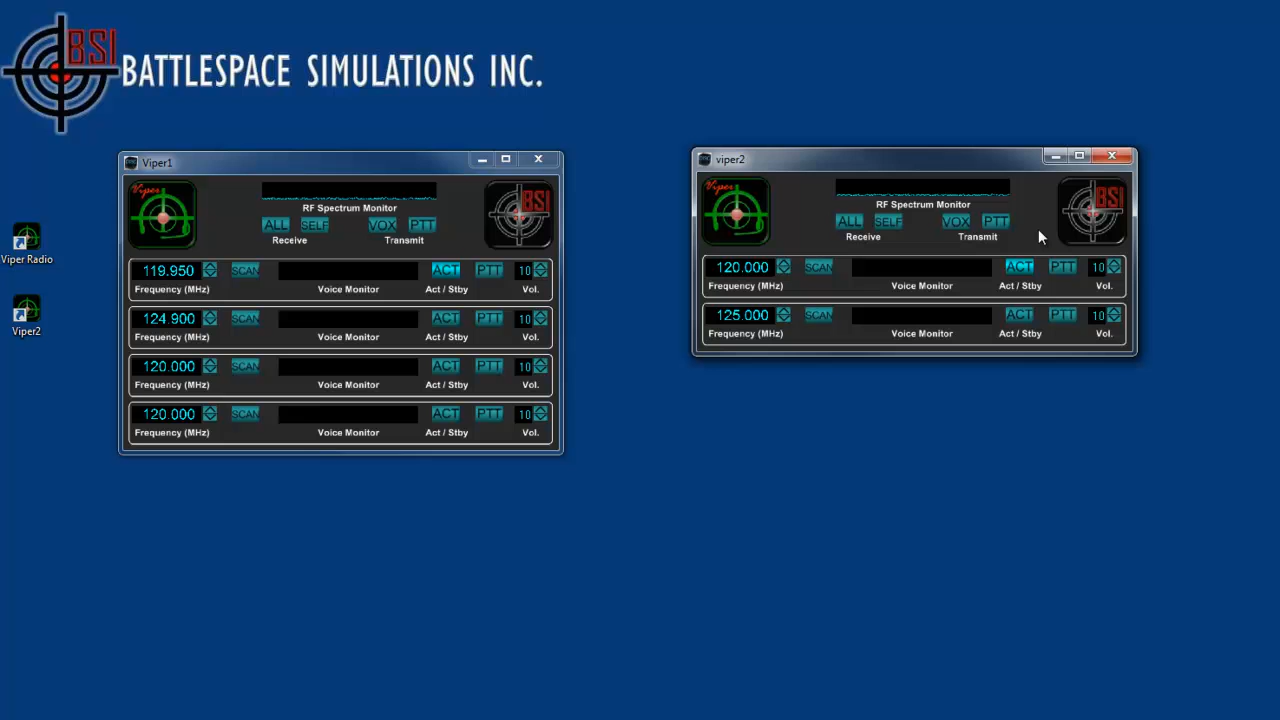 BSI
BATTLESPACE SIMULATIONS INC.
Viper Radio
Viper2
Viper1
Viper
RF Spectrum Monitor
BSI
ALL SELF VOX PTT
Receive Transmit
119.950 SCAN ACT PTT 10
Frequency (MHz) Voice Monitor Act / Stby Vol.
124.900 SCAN ACT PTT 10
Frequency (MHz) Voice Monitor Act / Stby Vol.
120.000 SCAN ACT PTT 10
Frequency (MHz) Voice Monitor Act / Stby Vol.
120.000 SCAN ACT PTT 10
Frequency (MHz) Voice Monitor Act / Stby Vol.
viper2
Viper
RF Spectrum Monitor
BSI
ALL SELF VOX PTT
Receive Transmit
120.000 SCAN ACT PTT 10
Frequency (MHz) Voice Monitor Act / Stby Vol.
125.000 SCAN ACT PTT 10
Frequency (MHz) Voice Monitor Act / Stby Vol.